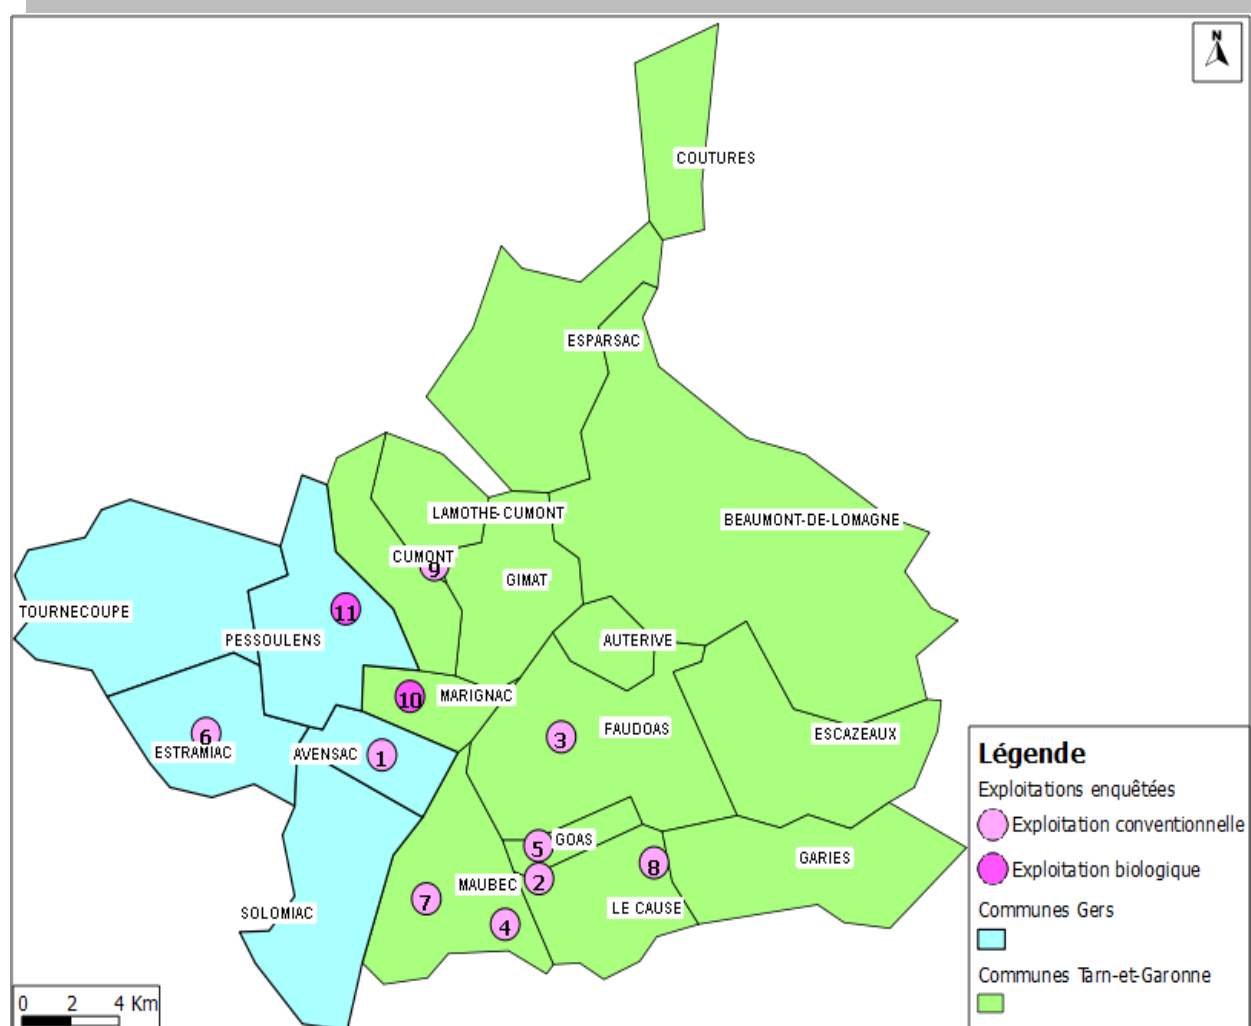 N
COUTURES
ESPARSAC
LAMOTHE-CUMONT
BEAUMONT-DE-LOMAGNE
CUMONT
9
GIMAT
TOURNECOUPE
11
PESSOULENS
AUTERIVE
10
MARIGNAC
6
ESTRAMIAC
AVENSAC
1
3
FAUDOAS
ESCAZEAUX
5
GOAS
2
8
GARIES
MAUBEC
7
4
LE CAUSE
SOLOMIAC
Légende
Exploitations enquêtées
Exploitation conventionnelle
Exploitation biologique
Communes Gers
Communes Tarn-et-Garonne
0 2 4 Km